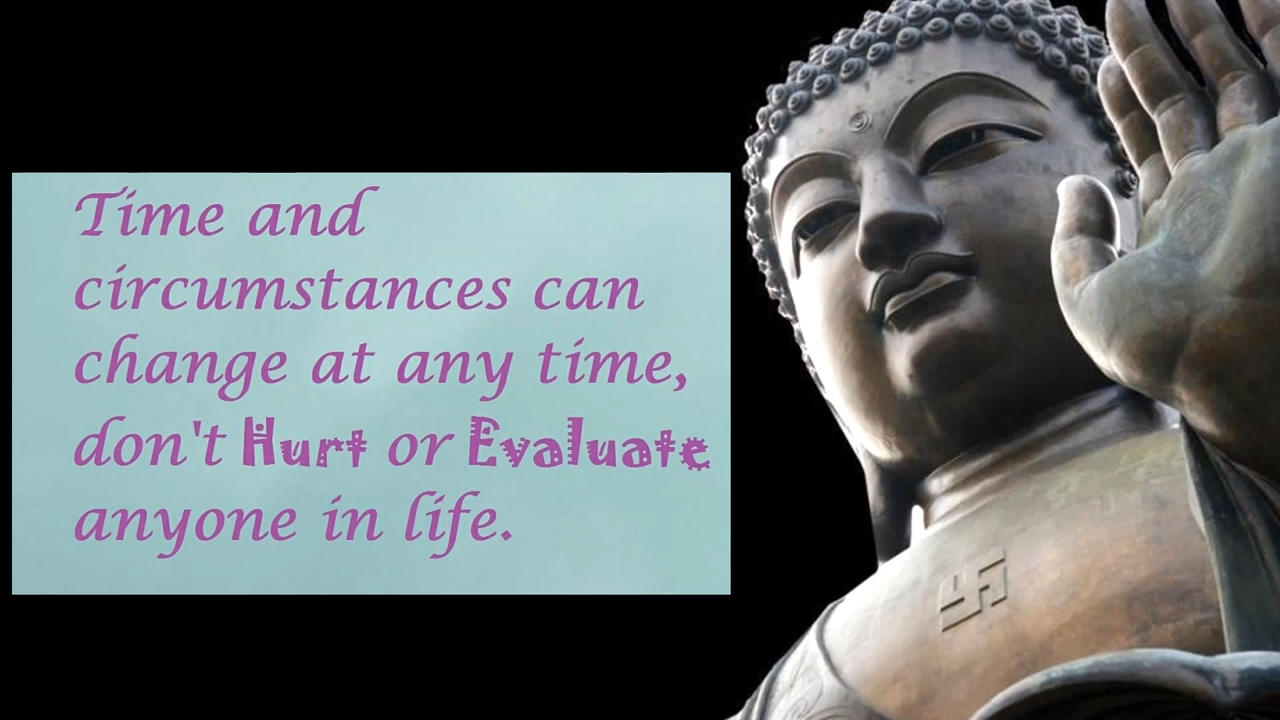 Time and
circumstances can
change at any time,
don't Hurt or Evaluate
anyone in life.